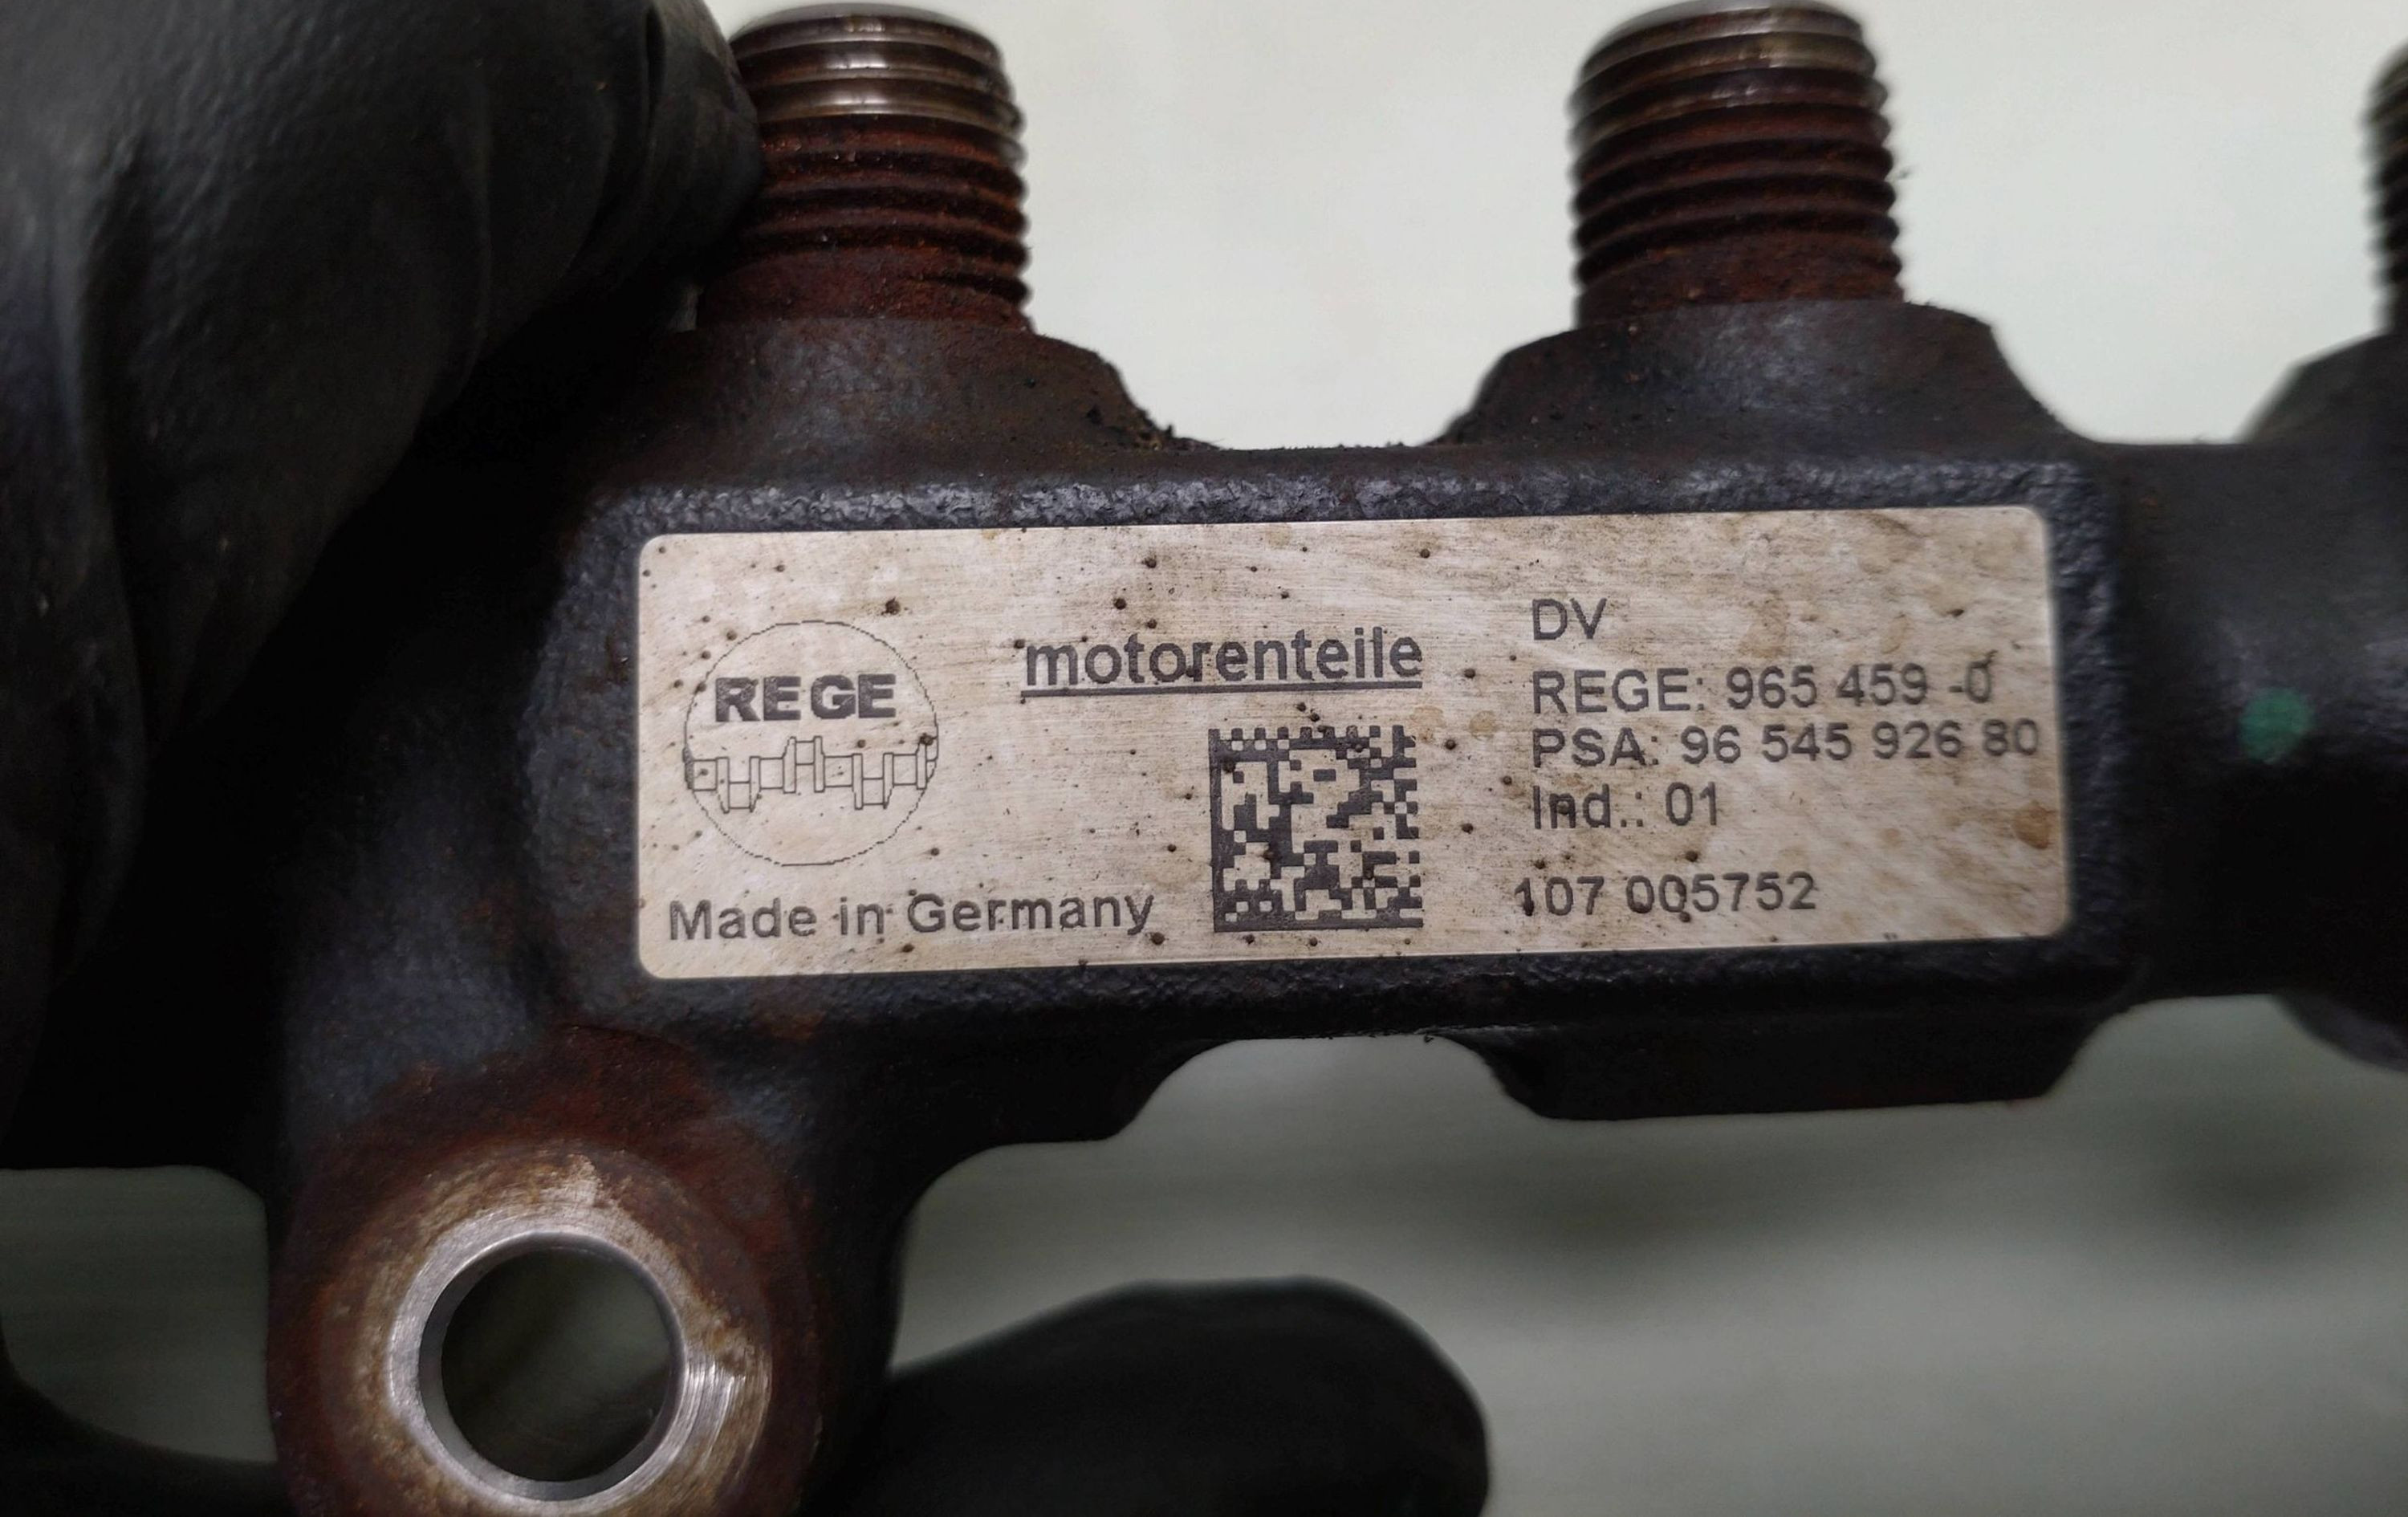 REGE
motorenteile
Made in Germany
DV
REGE: 965 459 -0
PSA: 96 545 926 80
Ind.: 01
107 005752